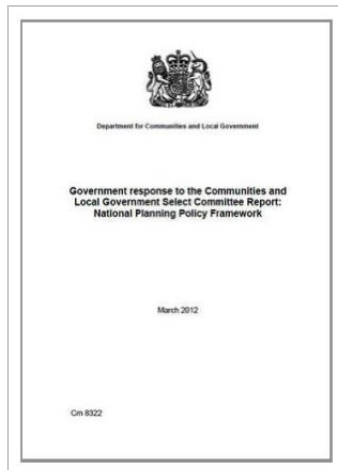 Department for Communities and Local Government
Government response to the Communities and
Local Government Select Committee Report:
National Planning Policy Framework
March 2012
Cm 8322